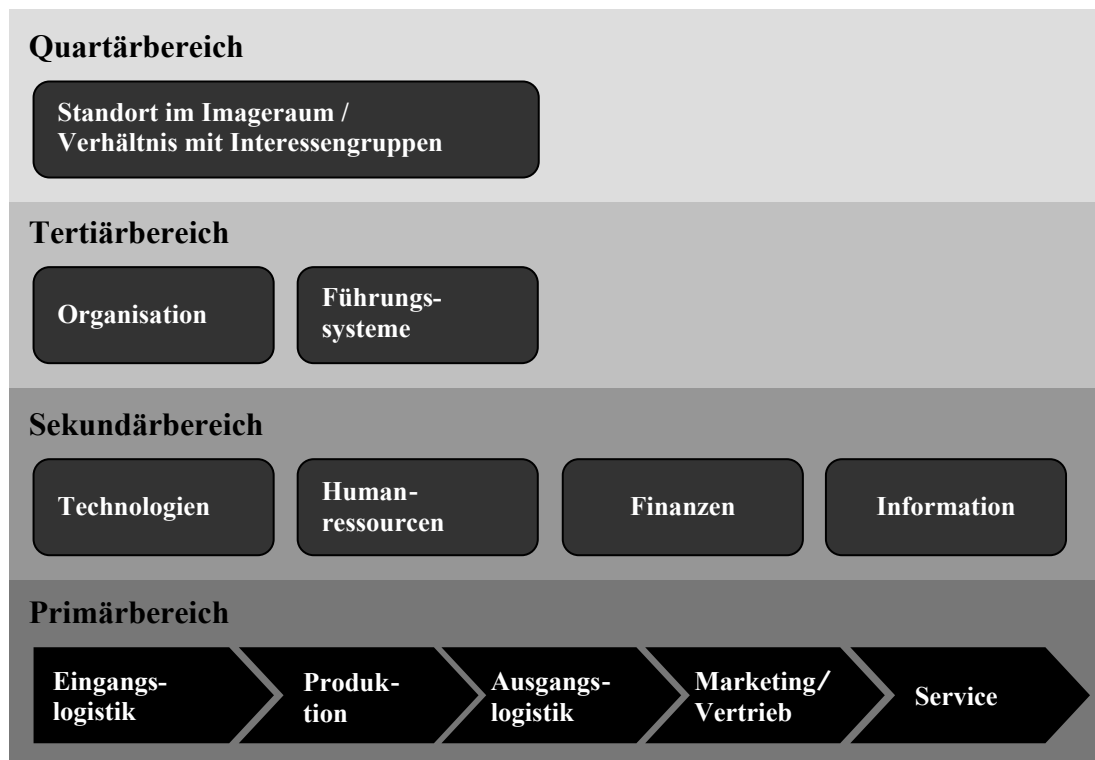 Quartärbereich
Standort im Imageraum /
Verhältnis mit Interessengruppen
Tertiärbereich
Organisation
Führungs-
systeme
Sekundärbereich
Technologien
Human-
ressourcen
Finanzen
Information
Primärbereich
Eingangs-
logistik
Produk-
tion
Ausgangs-
logistik
Marketing/
Vertrieb
Service